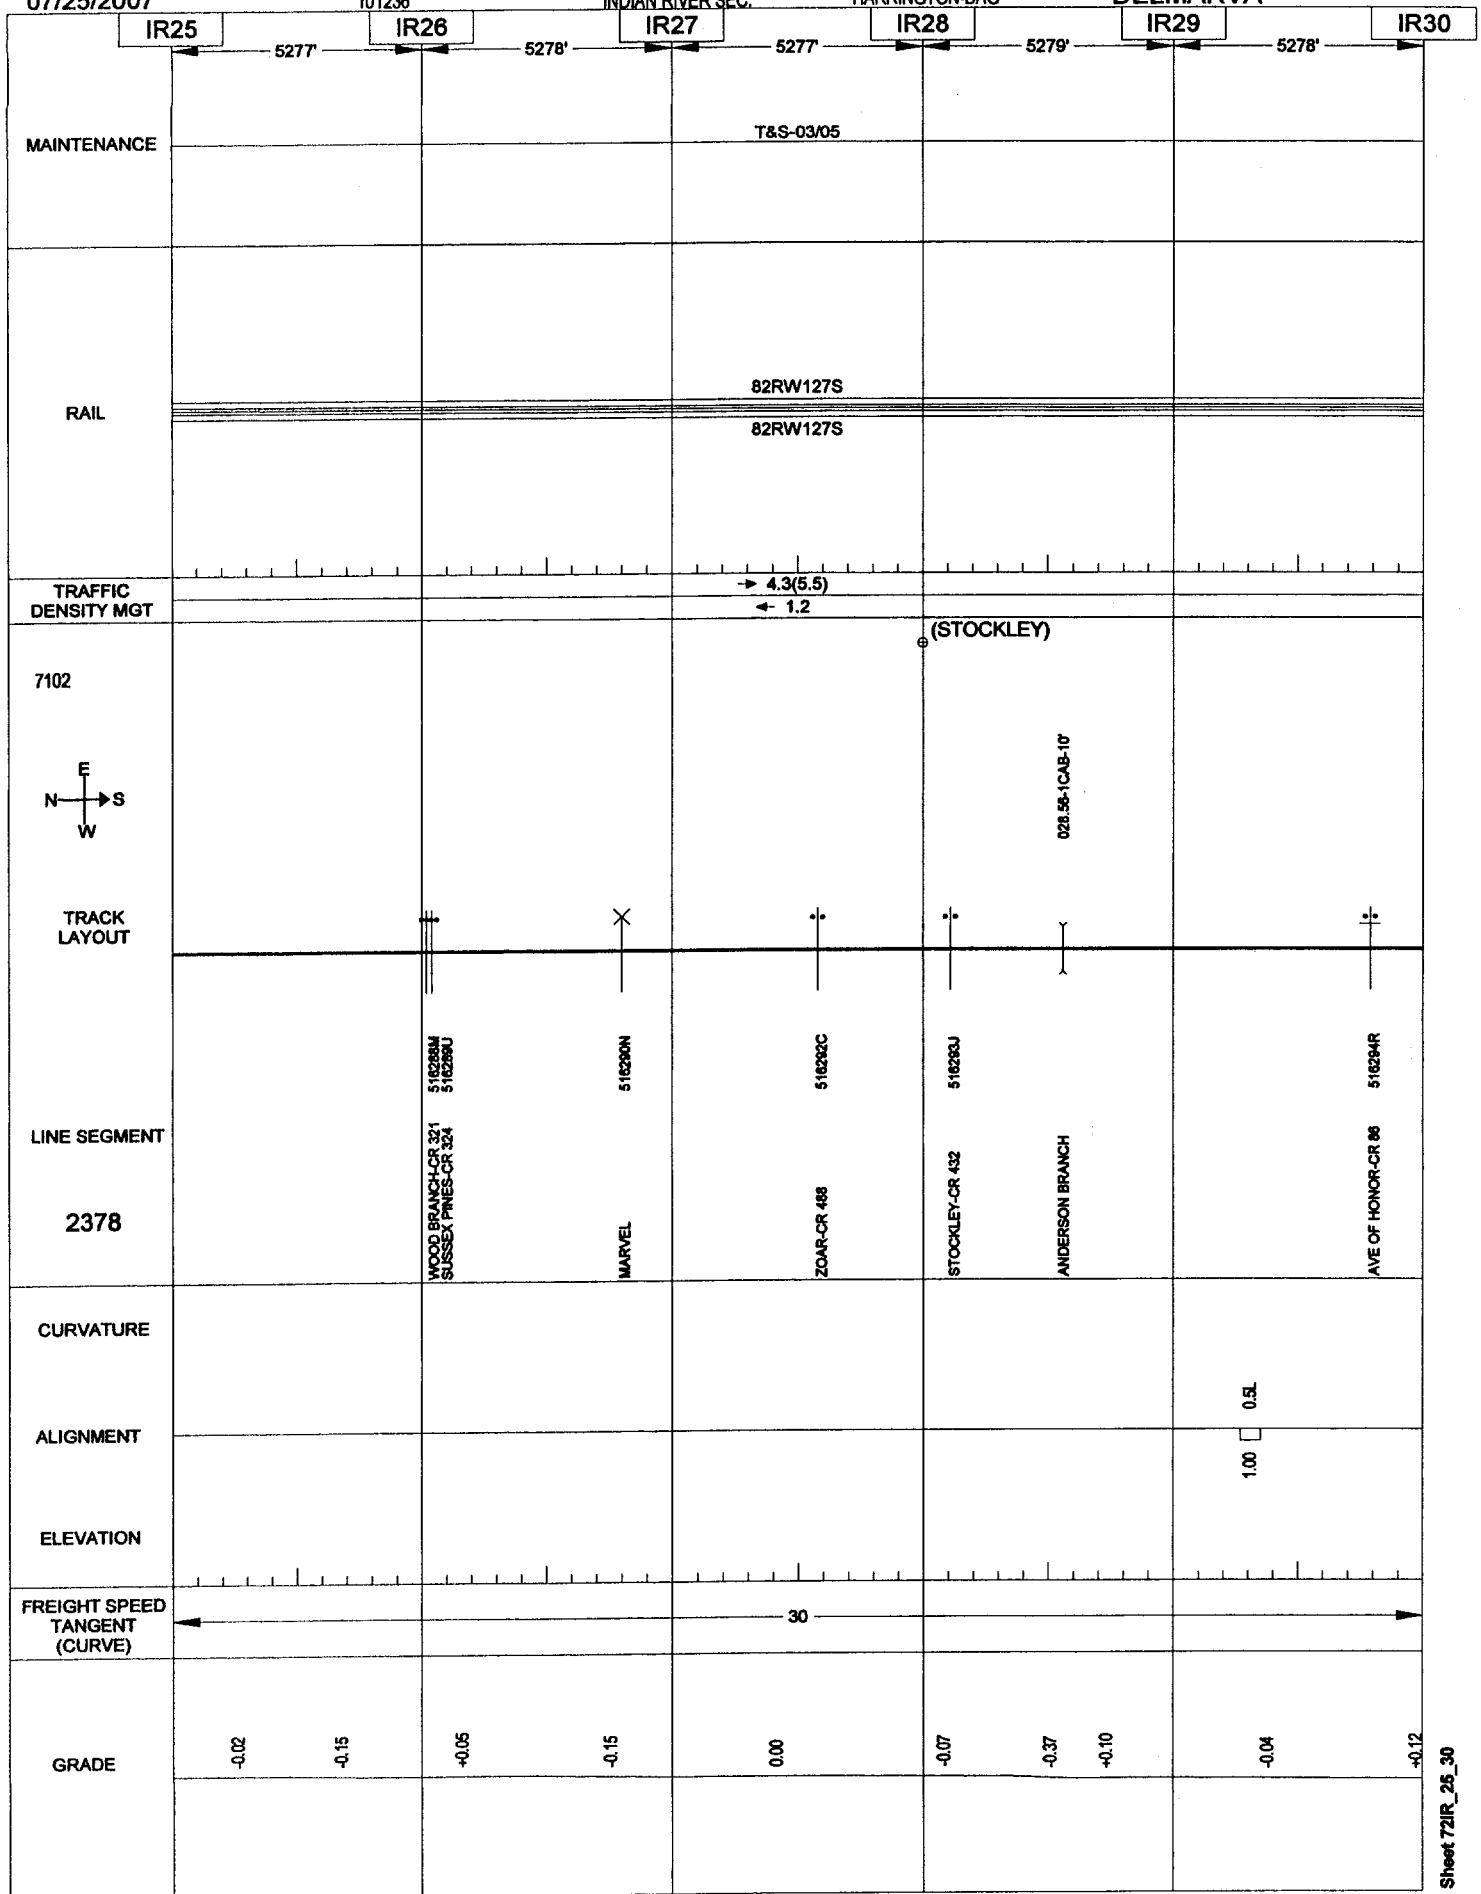 07/25/2007
INDIAN RIVER SEC.
DELMARVA
IR25 IR26 IR27 IR28 IR29 IR30
5277' 5278' 5277' 5279' 5278'
MAINTENANCE
T&S-03/05
RAIL
82RW127S
82RW127S
TRAFFIC
DENSITY MGT
4.3(5.5)
1.2
(STOCKLEY)
7102
E
N S
W
028.56-1CAB-10'
TRACK
LAYOUT
516288M
516289U
516290N
516292C
516293J
516294R
LINE SEGMENT
2378
WOOD BRANCH-CR 321
SUSSEX PINES-CR 324
MARVEL
ZOAR-CR 488
STOCKLEY-CR 432
ANDERSON BRANCH
AVE OF HONOR-CR 86
CURVATURE
0.5L
ALIGNMENT
1.00
ELEVATION
FREIGHT SPEED
TANGENT
(CURVE)
30
GRADE
-0.02 -0.15 +0.05 -0.15 0.00 -0.07 -0.37 +0.10 -0.04 +0.12
Sheet 72IR_25_30